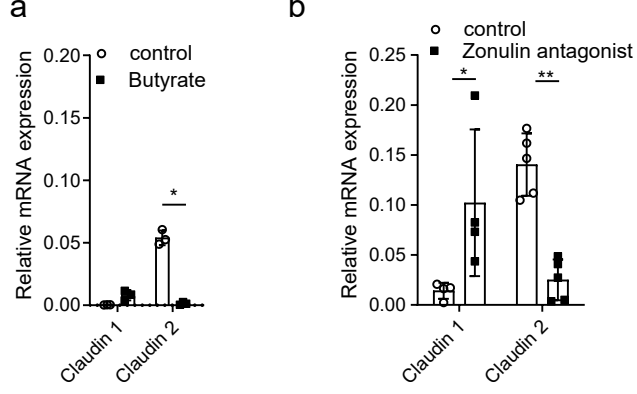 a
control
Butyrate
Relative mRNA expression
0.20
0.15
0.10
0.05
0.00
*
Claudin 1
Claudin 2
b
control
Zonulin antagonist
Relative mRNA expression
0.25
0.20
0.15
0.10
0.05
0.00
*
**
Claudin 1
Claudin 2